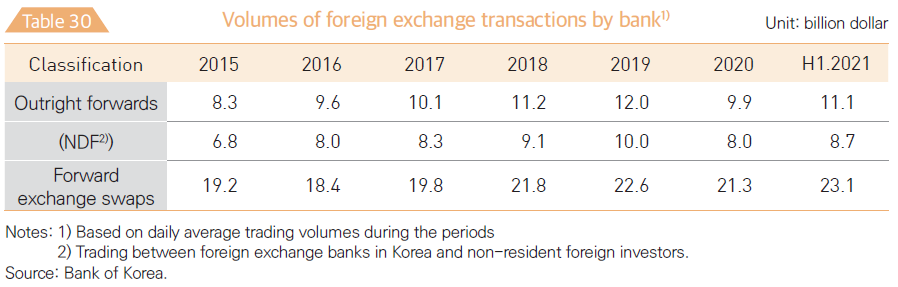 Table 30
Volumes of foreign exchange transactions by bank1)
Unit: billion dollar
Classification 2015 2016 2017 2018 2019 2020 H1.2021
Outright forwards 8.3 9.6 10.1 11.2 12.0 9.9 11.1
(NDF2)) 6.8 8.0 8.3 9.1 10.0 8.0 8.7
Forward
exchange swaps 19.2 18.4 19.8 21.8 22.6 21.3 23.1
Notes: 1) Based on daily average trading volumes during the periods
2) Trading between foreign exchange banks in Korea and non-resident foreign investors.
Source: Bank of Korea.